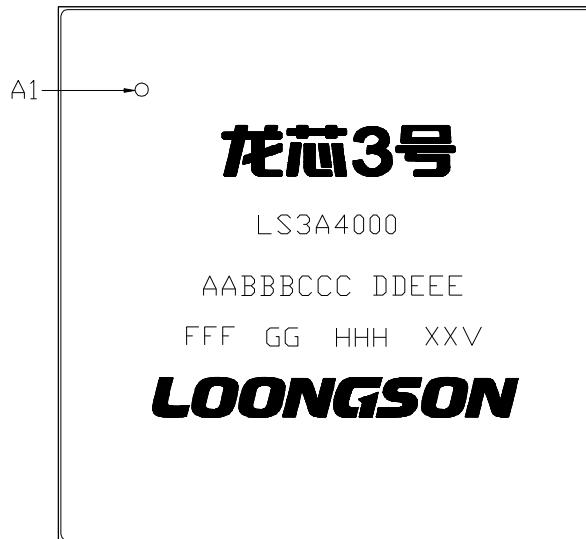 A1
龙芯3号
LS3A4000
AABBBCCC DDEEE
FFF GG HHH XXV
LOONGSON